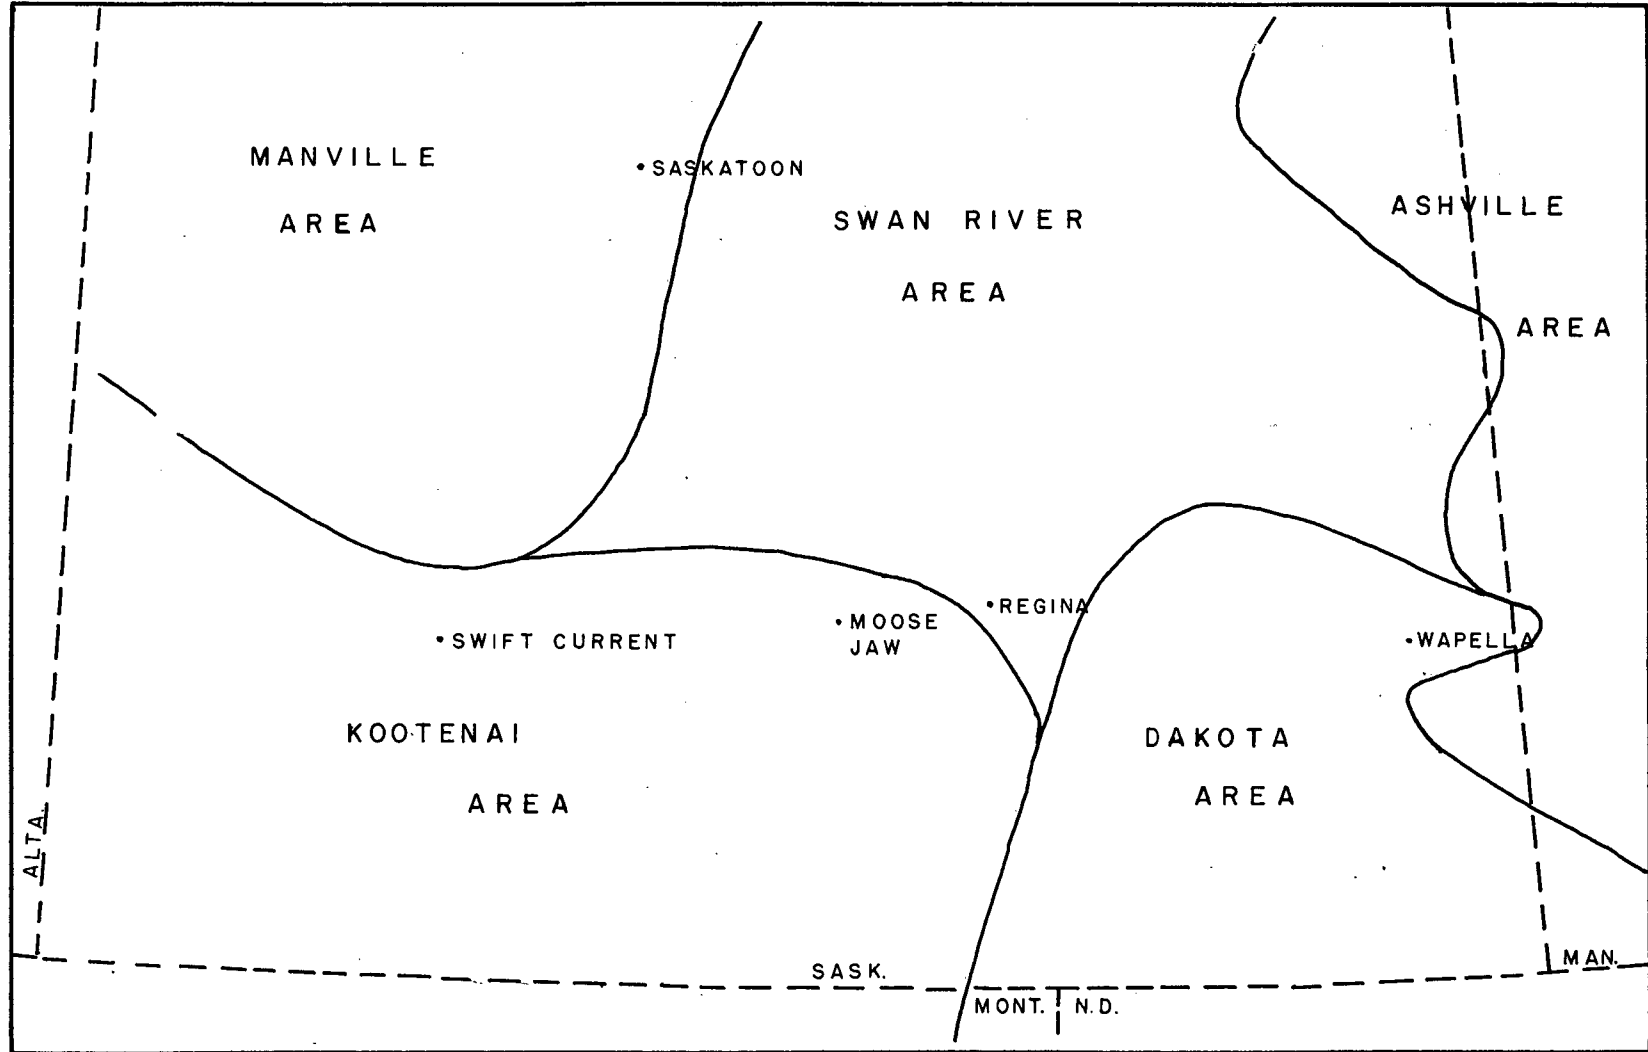 MANVILLE
AREA
SASKATOON
SWAN RIVER
AREA
ASHVILLE
AREA
REGINA
MOOSE
JAW
SWIFT CURRENT
WAPELLA
KOOTENAI
AREA
DAKOTA
AREA
ALTA.
SASK.
MAN.
MONT.
N.D.